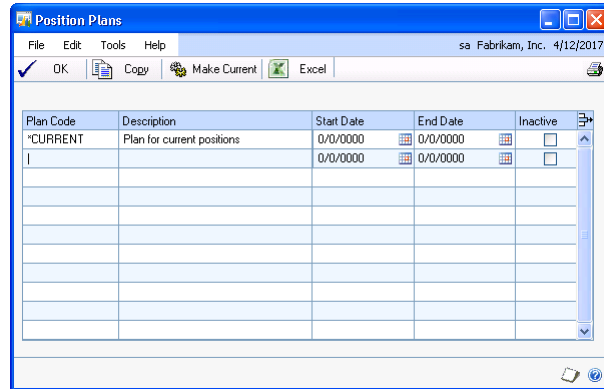 Position Plans
File Edit Tools Help sa Fabrikam, Inc. 4/12/2017
OK Copy Make Current Excel
Plan Code Description Start Date End Date Inactive
*CURRENT Plan for current positions 0/0/0000 0/0/0000
0/0/0000 0/0/0000